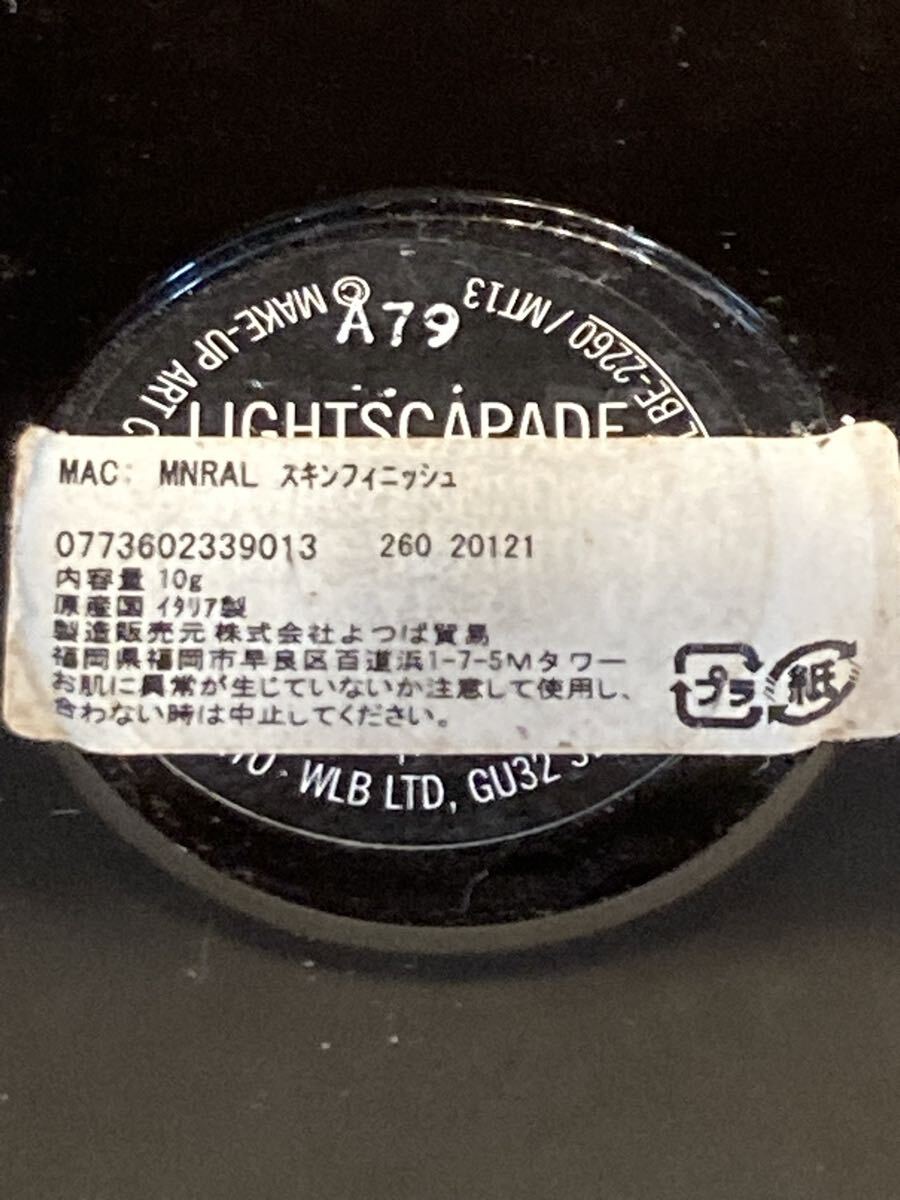 MAKE-UP ART
BE-2260 / MT13
A79
LIGHTSCAPADE
MAC: MNRAL スキンフィニッシュ
0773602339013 260 20121
内容量 10g
原産国 イタリア製
製造販売元 株式会社よつば貿易
福岡県福岡市早良区百道浜1-7-5Mタワー
お肌に異常が生じていないか注意して使用し、
合わない時は中止してください。
プラ
紙
WLB LTD, GU32